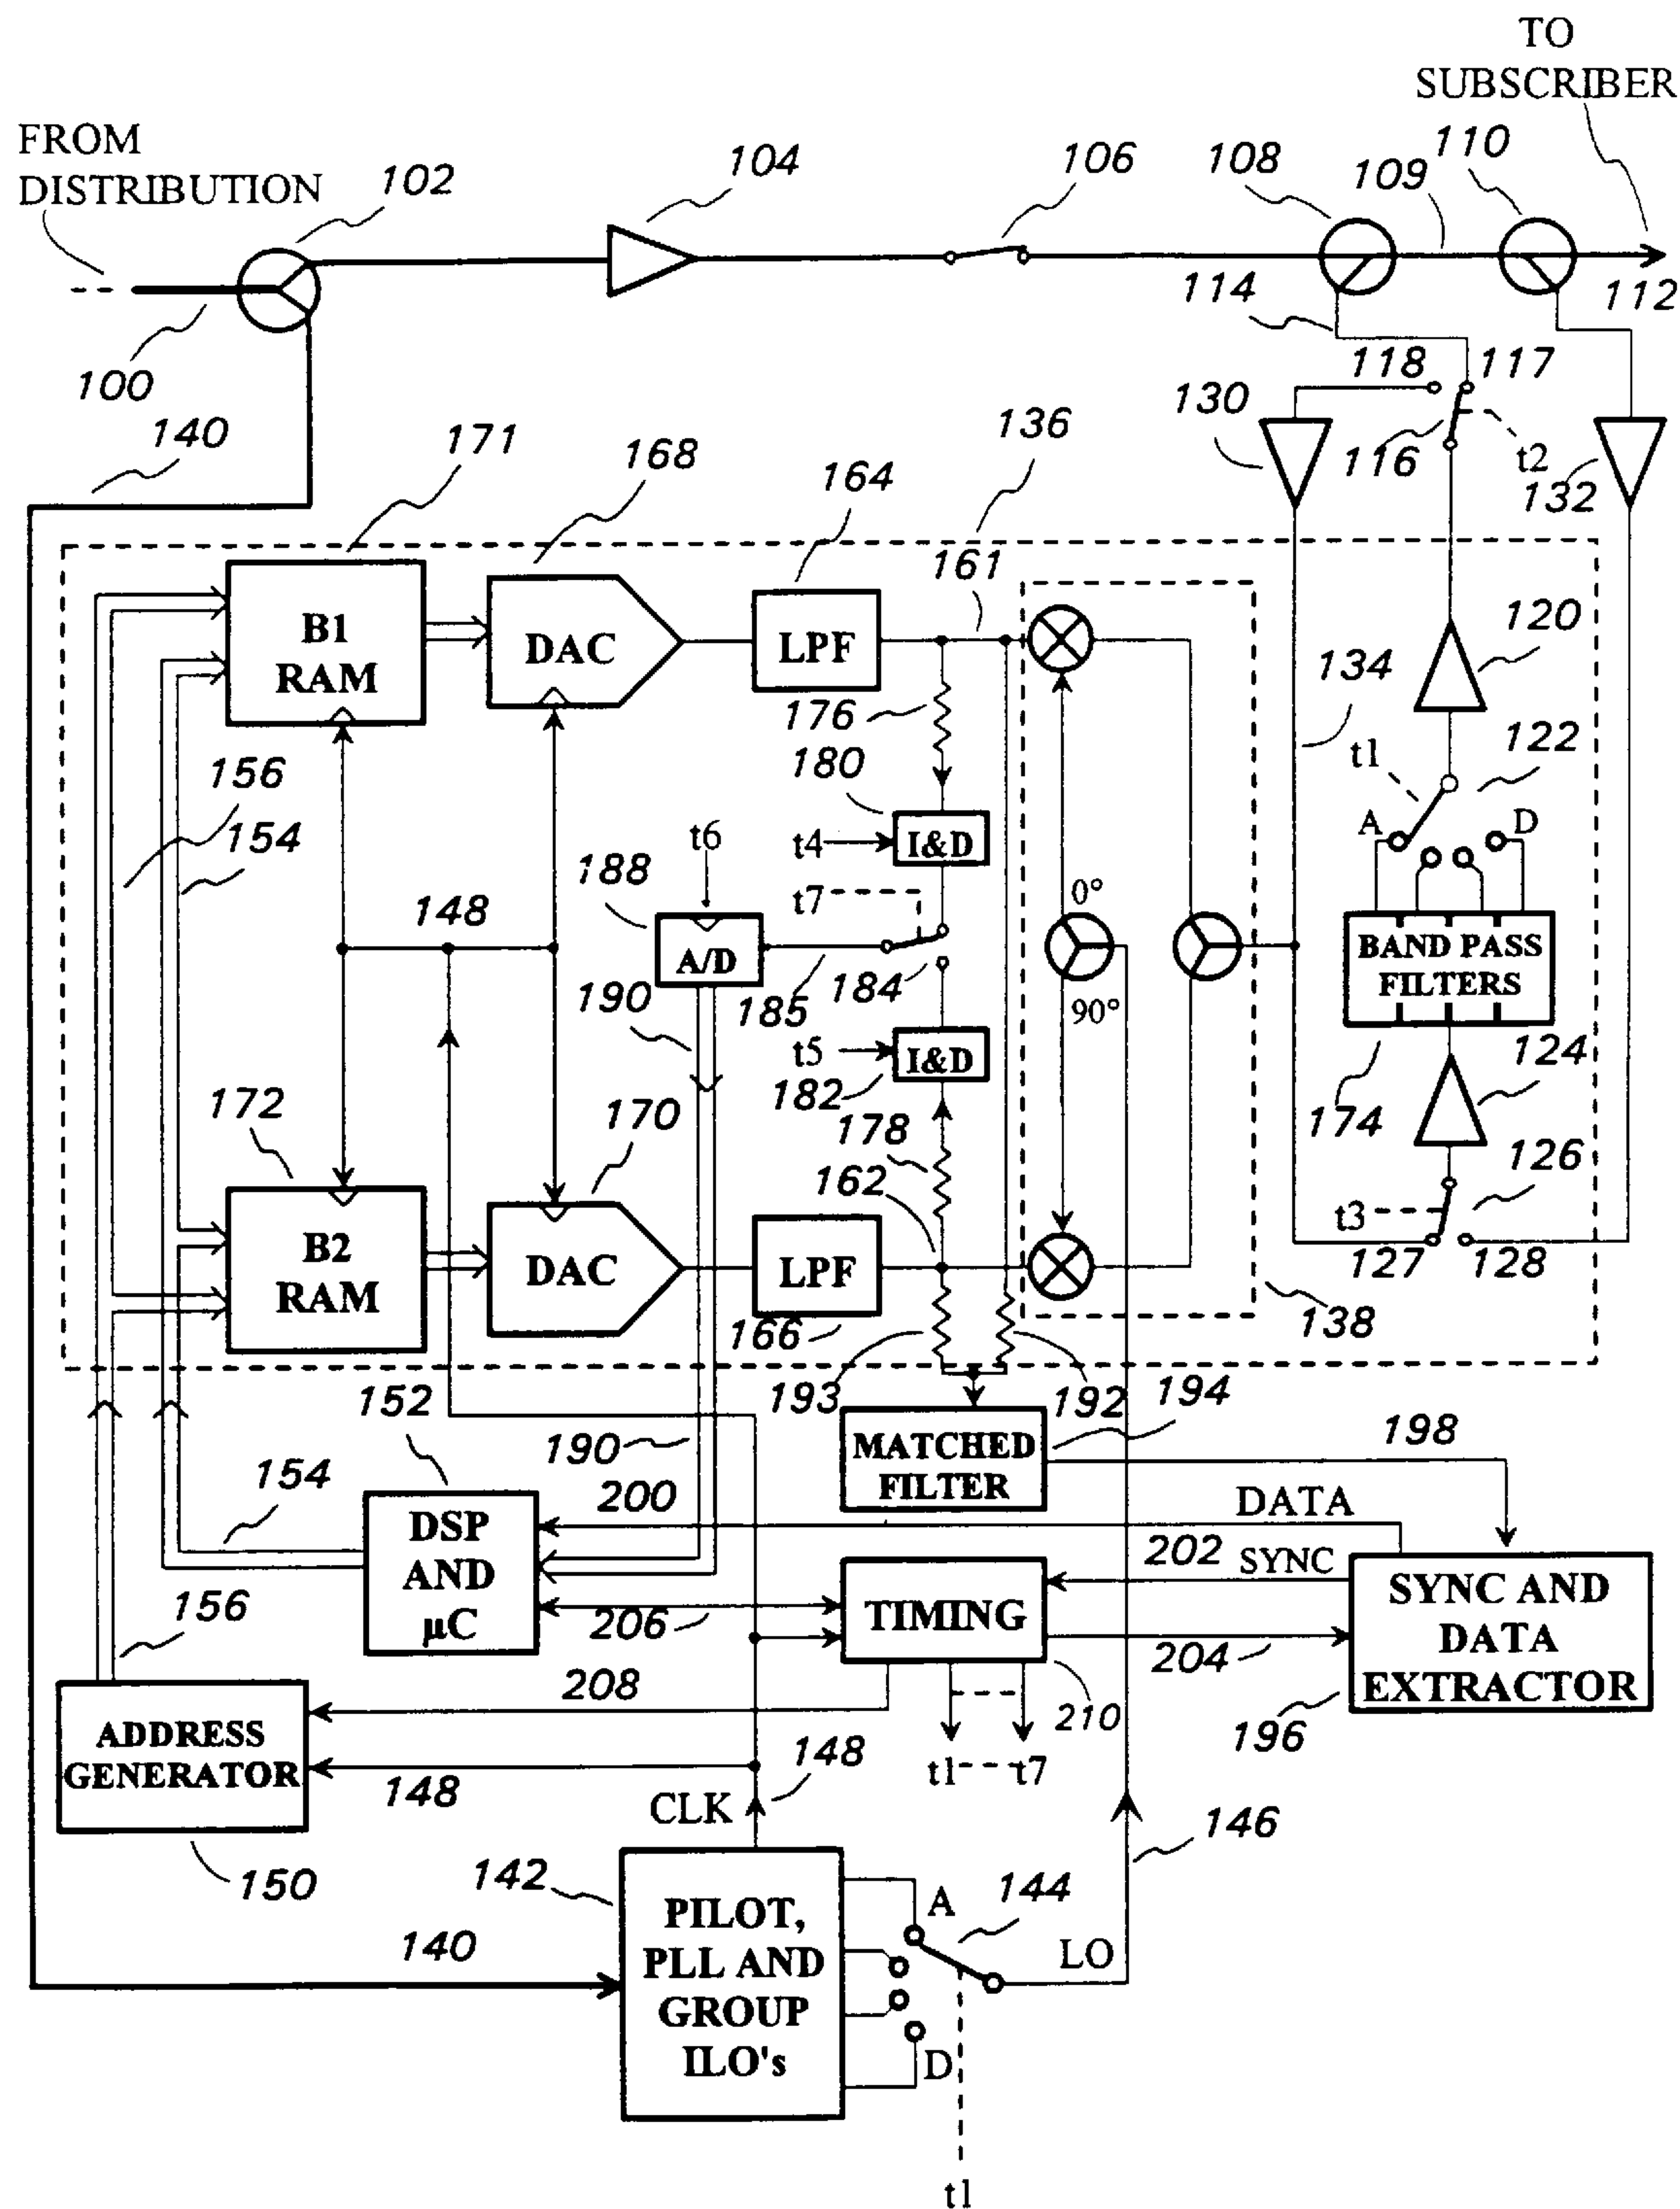 TO
SUBSCRIBER
FROM
DISTRIBUTION
102
104
106
108
109
110
100
114
112
118
117
130
116
t2
132
140
171
168
164
136
161
B1
RAM
DAC
LPF
176
180
134
120
t1
122
156
154
t6
188
t4
I&D
A
D
t7
0°
148
A/D
BAND PASS
FILTERS
190
185
184
90°
t5
I&D
182
124
174
172
170
178
162
126
t3
B2
RAM
DAC
LPF
127
128
166
138
193
192
194
152
190
MATCHED
FILTER
198
154
200
DATA
DSP
AND
µC
202
SYNC
156
206
TIMING
204
SYNC AND
DATA
EXTRACTOR
208
210
196
ADDRESS
GENERATOR
148
t1
t7
CLK
148
150
142
146
PILOT,
PLL AND
GROUP
ILO's
A
144
140
LO
D
t1